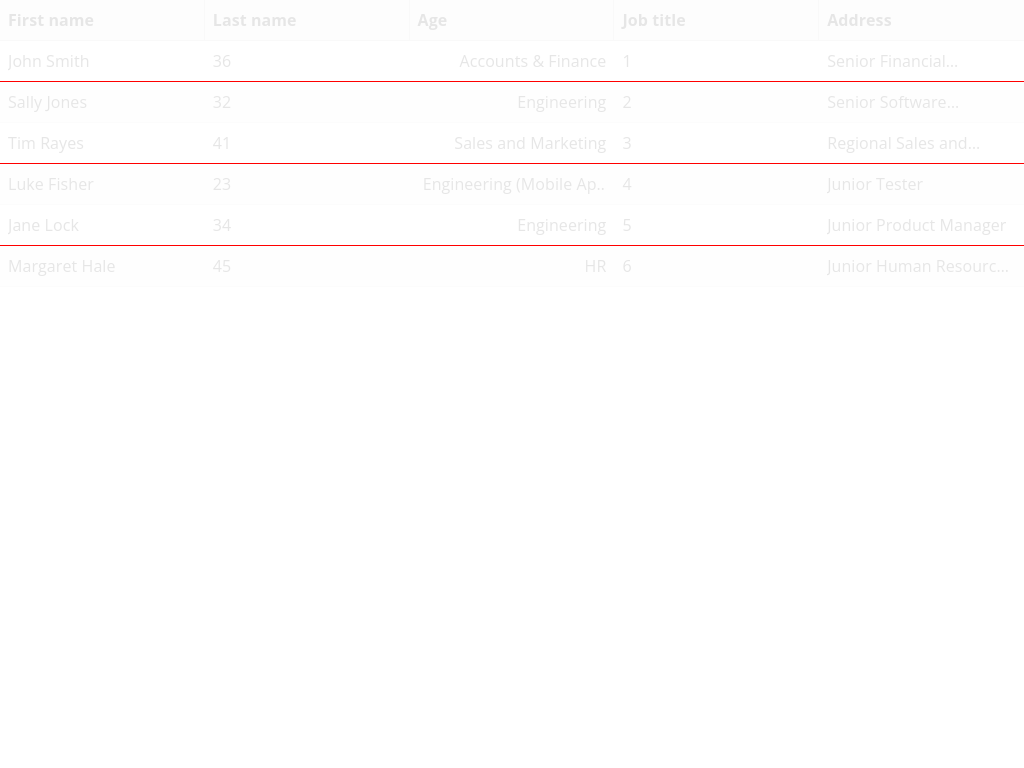 First name Last name Age Job title Address
John Smith 36 Accounts & Finance 1 Senior Financial...
Sally Jones 32 Engineering 2 Senior Software...
Tim Rayes 41 Sales and Marketing 3 Regional Sales and...
Luke Fisher 23 Engineering (Mobile Ap.. 4 Junior Tester
Jane Lock 34 Engineering 5 Junior Product Manager
Margaret Hale 45 HR 6 Junior Human Resourc...